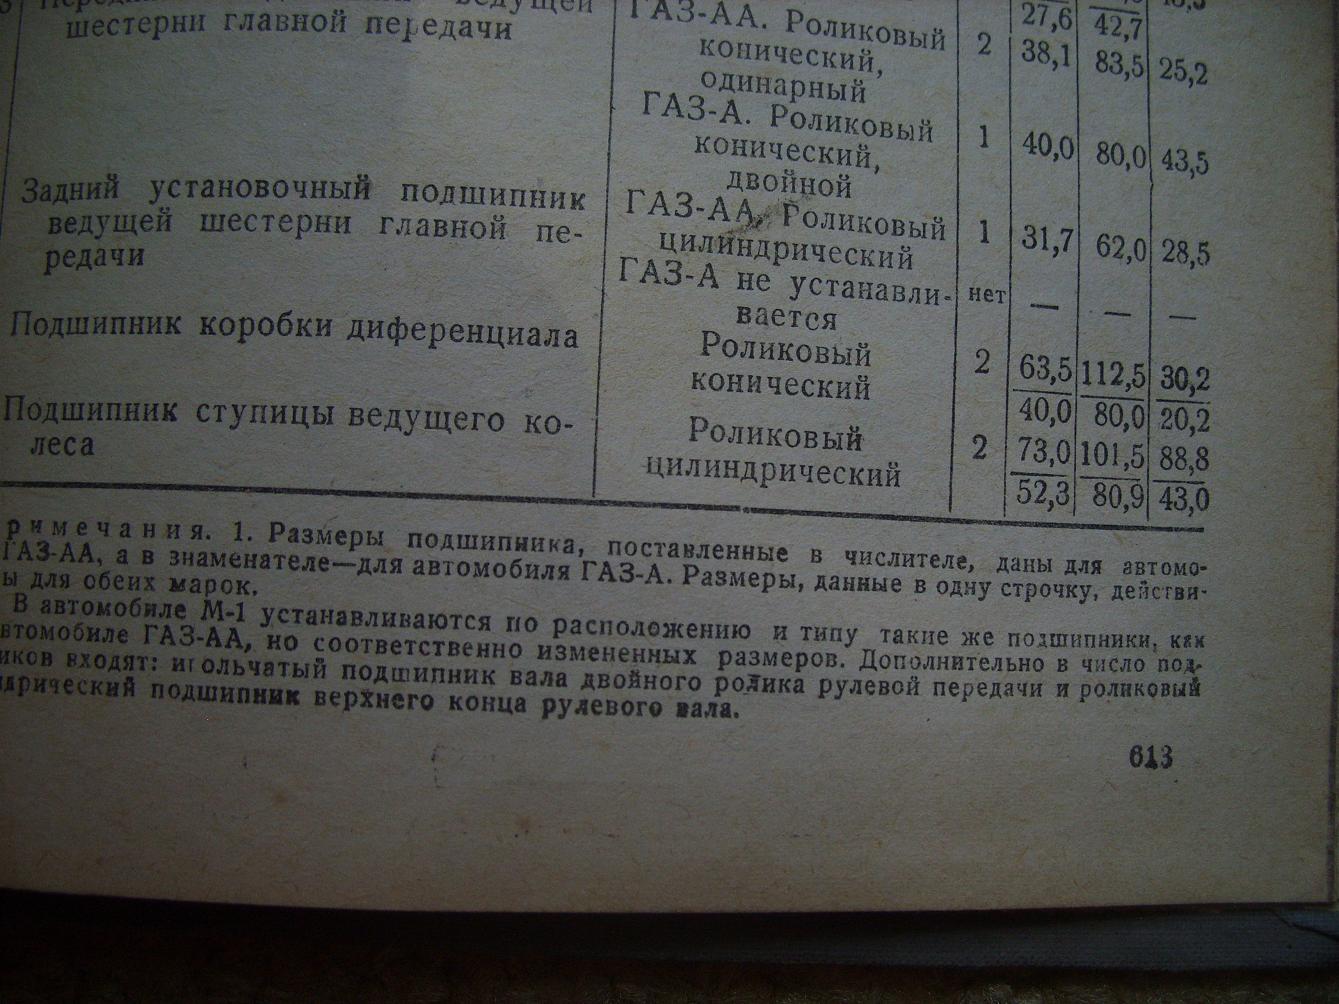 ведущей
шестерни главной передачи
ГАЗ-АА. Роликовый
конический,
одинарный
2
27,6 42,7
38,1 83,5 25,2
ГАЗ-А. Роликовый
конический,
двойной
1 40,0 80,0 43,5
Задний установочный подшипник
ведущей шестерни главной пе-
редачи
ГАЗ-АА. Роликовый
цилиндрический
1 31,7 62,0 28,5
ГАЗ-А не устанавли-
вается
нет — — —
Подшипник коробки диференциала
Роликовый
конический
2 63,5 112,5 30,2
40,0 80,0 20,2
Подшипник ступицы ведущего ко-
леса
Роликовый
цилиндрический
2 73,0 101,5 88,8
52,3 80,9 43,0
римечания. 1. Размеры подшипника, поставленные в числителе, даны для автомо-
ГАЗ-АА, а в знаменателе—для автомобиля ГАЗ-А. Размеры, данные в одну строчку, действи-
ы для обеих марок.
В автомобиле М-1 устанавливаются по расположению и типу такие же подшипники, как
втомобиле ГАЗ-АА, но соответственно измененных размеров. Дополнительно в число под-
иков входят: игольчатый подшипник вала двойного ролика рулевой передачи и роликовый
дрический подшипник верхнего конца рулевого вала.
613